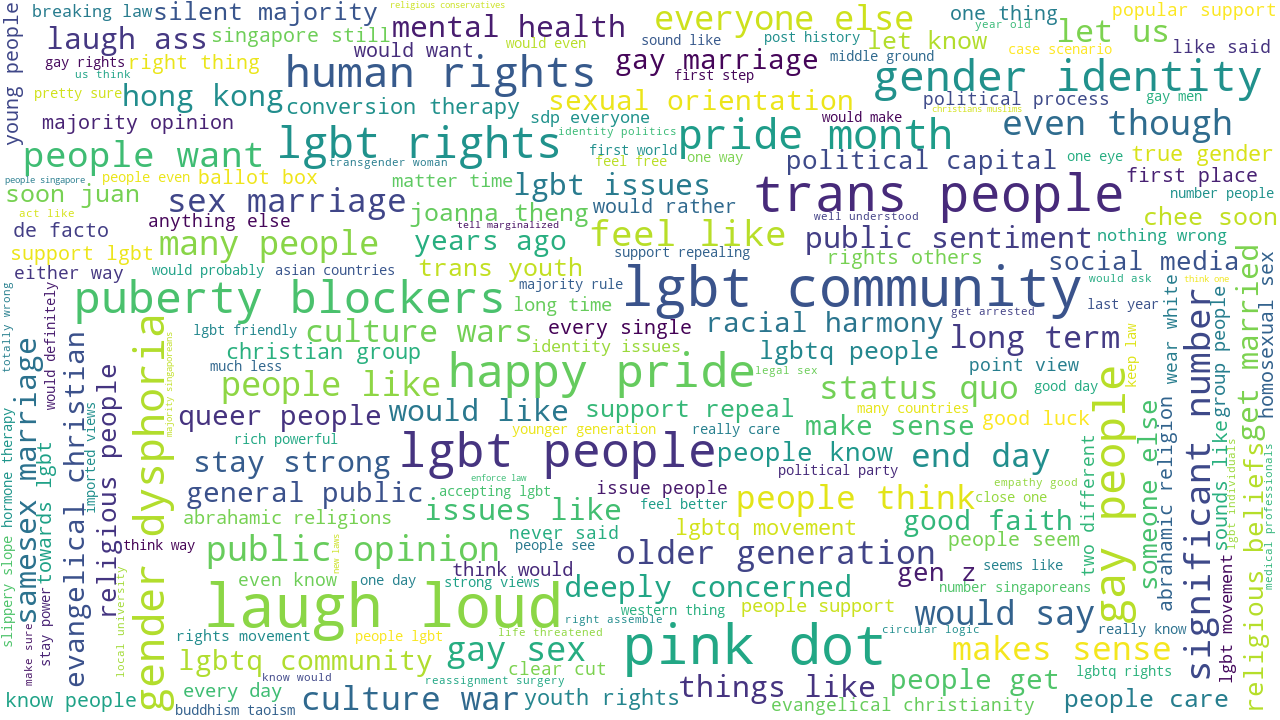 breaking law
silent majority
religious conservatives
mental health
everyone else
one thing
popular support
young people
laugh ass
singapore still
would want
would even
sound like
post history
let know
year old
let us
gay rights
right thing
us think
human rights
gay marriage
first step
middle ground
case scenario
like said
gender identity
pretty sure
hong kong
conversion therapy
sexual orientation
political process
gay men
christians muslims
majority opinion
sdp everyone
would make
identity politics
even though
people want
lgbt rights
transgender woman
first world
feel free
one way
pride month
political capital
one eye
true gender
people singapore
people even
ballot box
matter time
lgbt issues
first place
soon juan
sex marriage
joanna theng
would rather
trans people
number people
act like
anything else
tell marginalized
well understood
chee soon
de facto
many people
years ago
feel like
public sentiment
nothing wrong
support lgbt
support repealing
rights others
social media
either way
would probably
asian countries
trans youth
majority rule
lgbt community
would ask
think one
puberty blockers
long time
get arrested
last year
totally wrong
would definitely
lgbt friendly
culture wars
every single
racial harmony
long term
christian group
identity issues
much less
lgbtq people
point view
happy pride
legal sex
people like
status quo
good day
queer people
would like
support repeal
many countries
make sense
good luck
rich powerful
younger generation
really care
lgbt people
people know
end day
stay strong
political party
enforce law
general public
accepting lgbt
issue people
people think
empathy good
close one
abrahamic religions
issues like
feel better
lgbtq movement
good faith
never said
think way
public opinion
people see
older generation
people seem
think would
gen z
seems like
even know
one day
strong views
deeply concerned
number singaporeans
laugh loud
western thing
people support
would say
right assemble
rights movement
people lgbt
life threatened
pink dot
circular logic
really know
lgbtq community
gay sex
makes sense
know would
clear cut
reassignment surgery
things like
people get
lgbtq rights
every day
know people
buddhism taoism
culture war
youth rights
evangelical christianity
people care
slippery slope
hormone therapy
samesex marriage
make sure
stay power
towards lgbt
evangelical christian
imported views
religious people
local university
gender dysphoria
majority singaporeans
new laws
two different
gay people
keep law
someone else
abrahamic religion
wear white
significant number
sounds like
group people
lgbt movement
lgbt individuals
religious beliefs
get married
homosexual sex
medical professionals